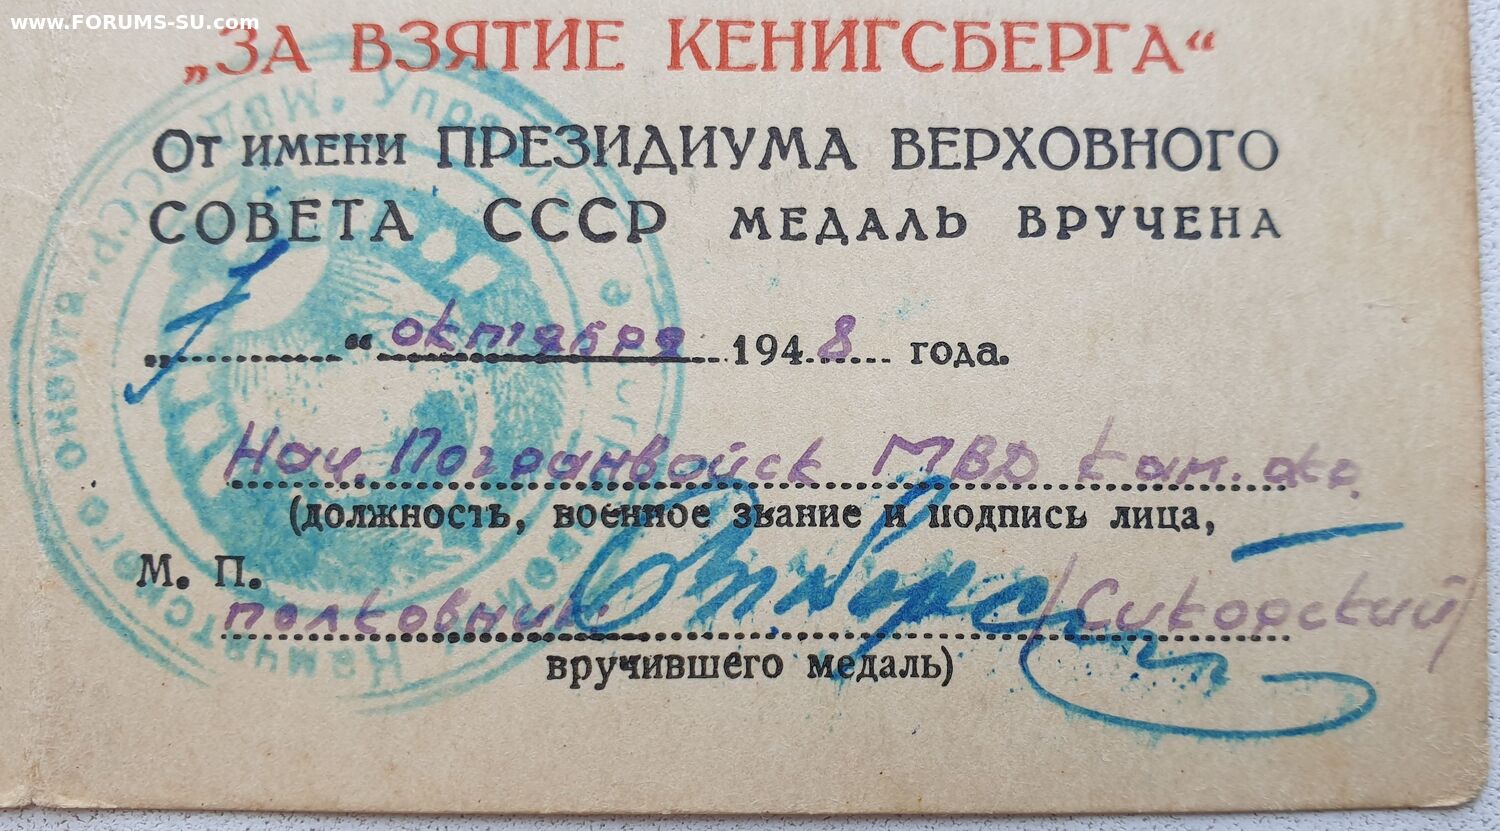 www.FORUMS-SU.com
„ЗА ВЗЯТИЕ КЕНИГСБЕРГА“
От имени ПРЕЗИДИУМА ВЕРХОВНОГО
СОВЕТА СССР МЕДАЛЬ ВРУЧЕНА
„7“ октября 1948 года.
Нач. Погранвойск МВД Кам. окр.
(должность, военное звание и подпись лица,
М. П.
полковник /Сикорский/
вручившего медаль)